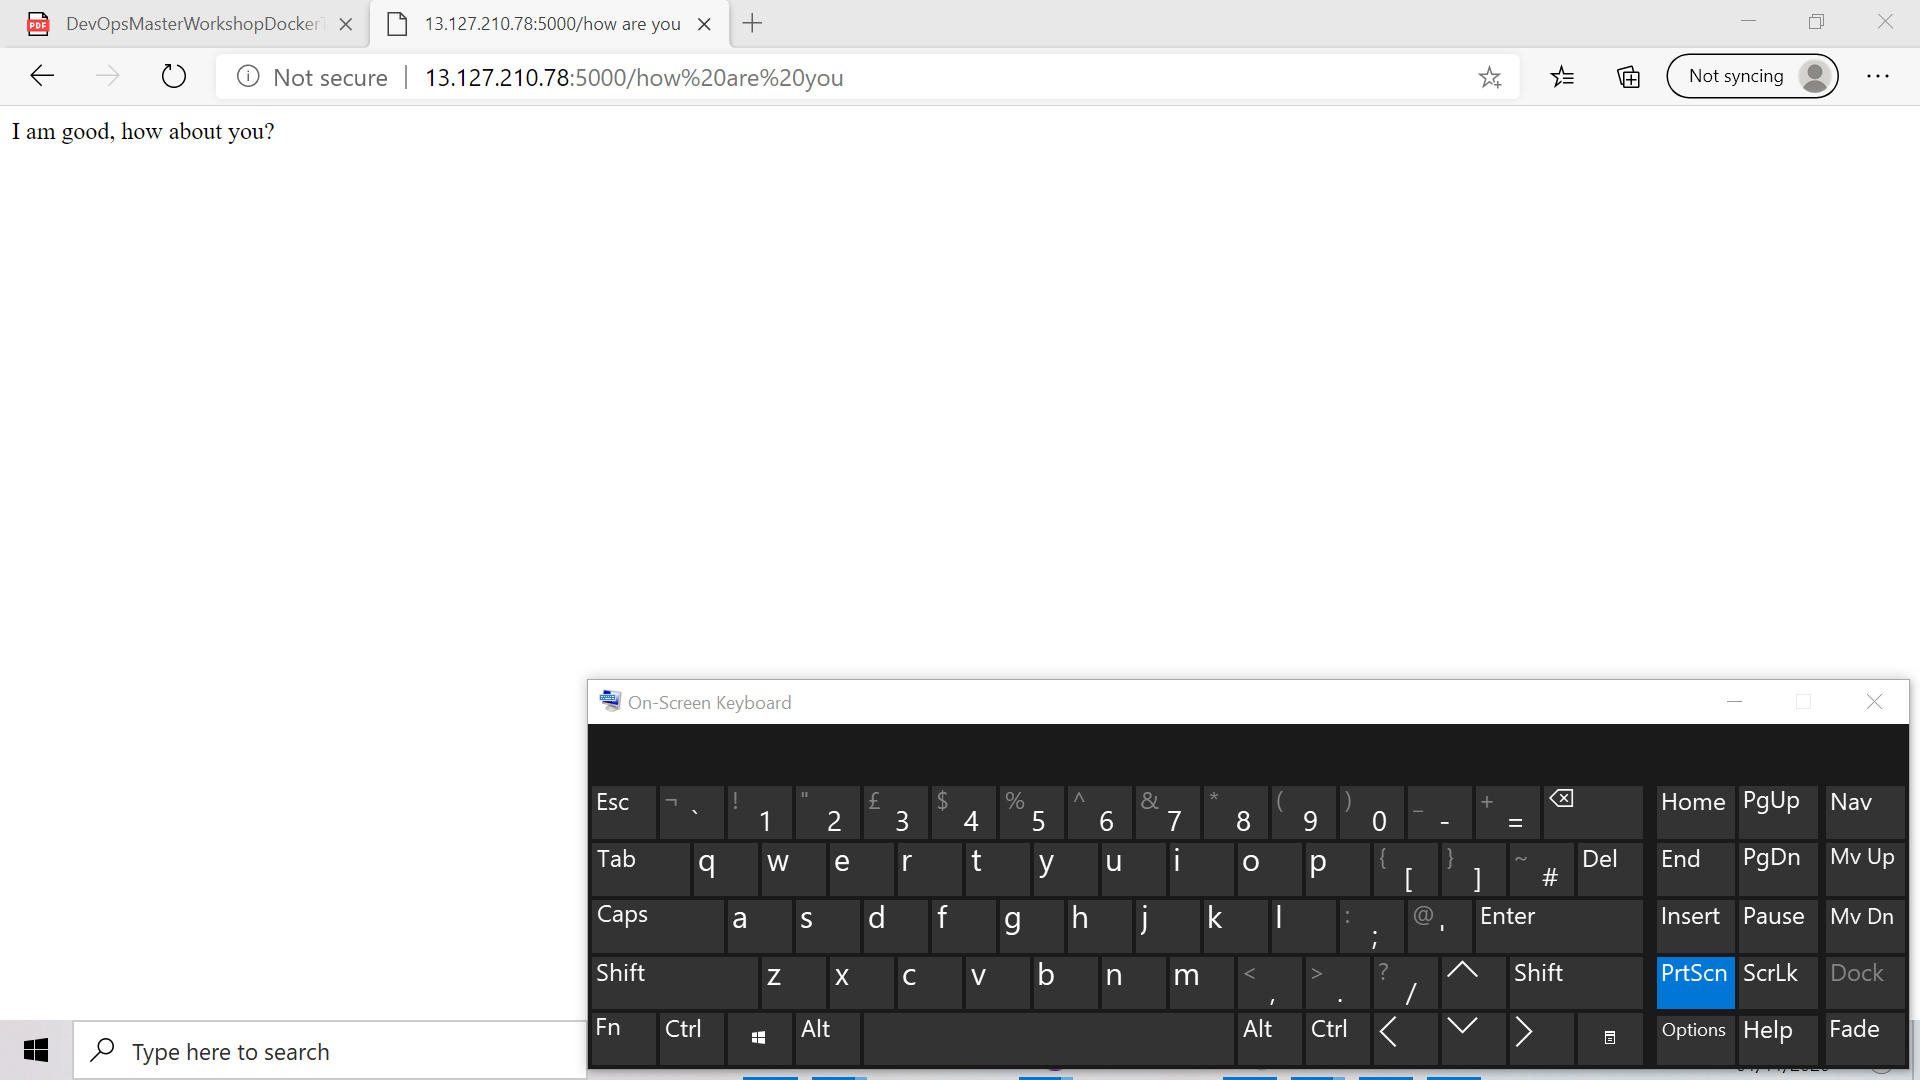 PDF DevOpsMasterWorkshopDocker
13.127.210.78:5000/how are you
Not secure | 13.127.210.78:5000/how%20are%20you
Not syncing
I am good, how about you?
On-Screen Keyboard
Esc ¬ ` ! 1 " 2 £ 3 $ 4 % 5 ^ 6 & 7 * 8 ( 9 ) 0 _ - + = Home PgUp Nav
Tab q w e r t y u i o p { [ } ] ~ # Del End PgDn Mv Up
Caps a s d f g h j k l : ; @ ' Enter Insert Pause Mv Dn
Shift z x c v b n m < , > . ? / Shift PrtScn ScrLk Dock
Fn Ctrl Alt Alt Ctrl Options Help Fade
Type here to search